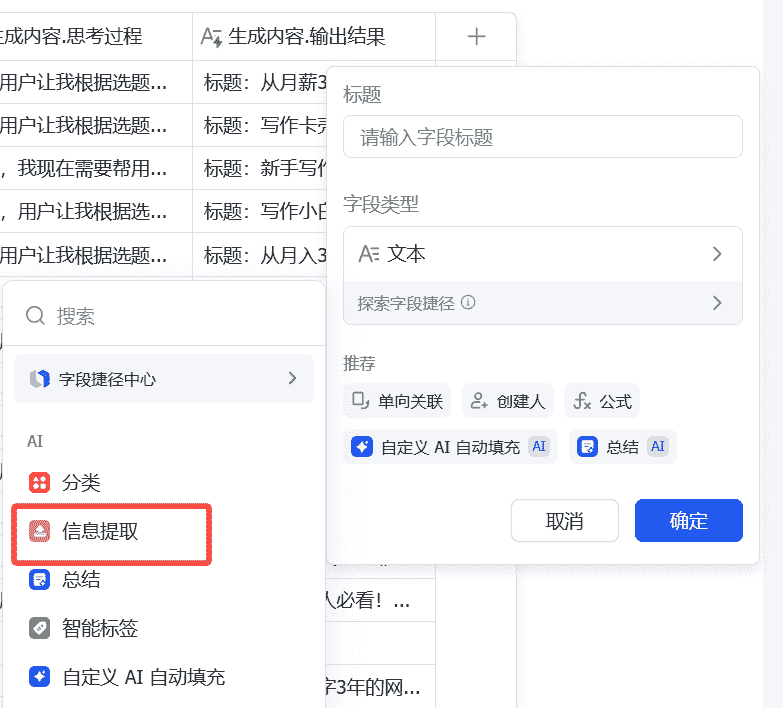 生成内容.思考过程
生成内容.输出结果
用户让我根据选题...
标题：从月薪3
用户让我根据选题...
标题：写作卡壳
，我现在需要帮用...
标题：新手写作
，用户让我根据选...
标题：写作小白
用户让我根据选题...
标题：从月入3
标题
请输入字段标题
字段类型
文本
探索字段捷径
推荐
单向关联
创建人
公式
自定义 AI 自动填充 AI
总结 AI
取消
确定
搜索
字段捷径中心
AI
分类
信息提取
总结
智能标签
自定义 AI 自动填充
人必看！...
字3年的网...